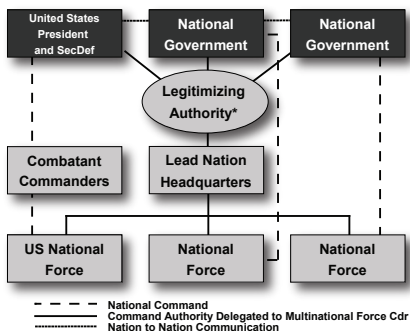 United States
President
and SecDef
National
Government
National
Government
Legitimizing
Authority*
Combatant
Commanders
Lead Nation
Headquarters
US National
Force
National
Force
National
Force
National Command
Command Authority Delegated to Multinational Force Cdr
Nation to Nation Communication